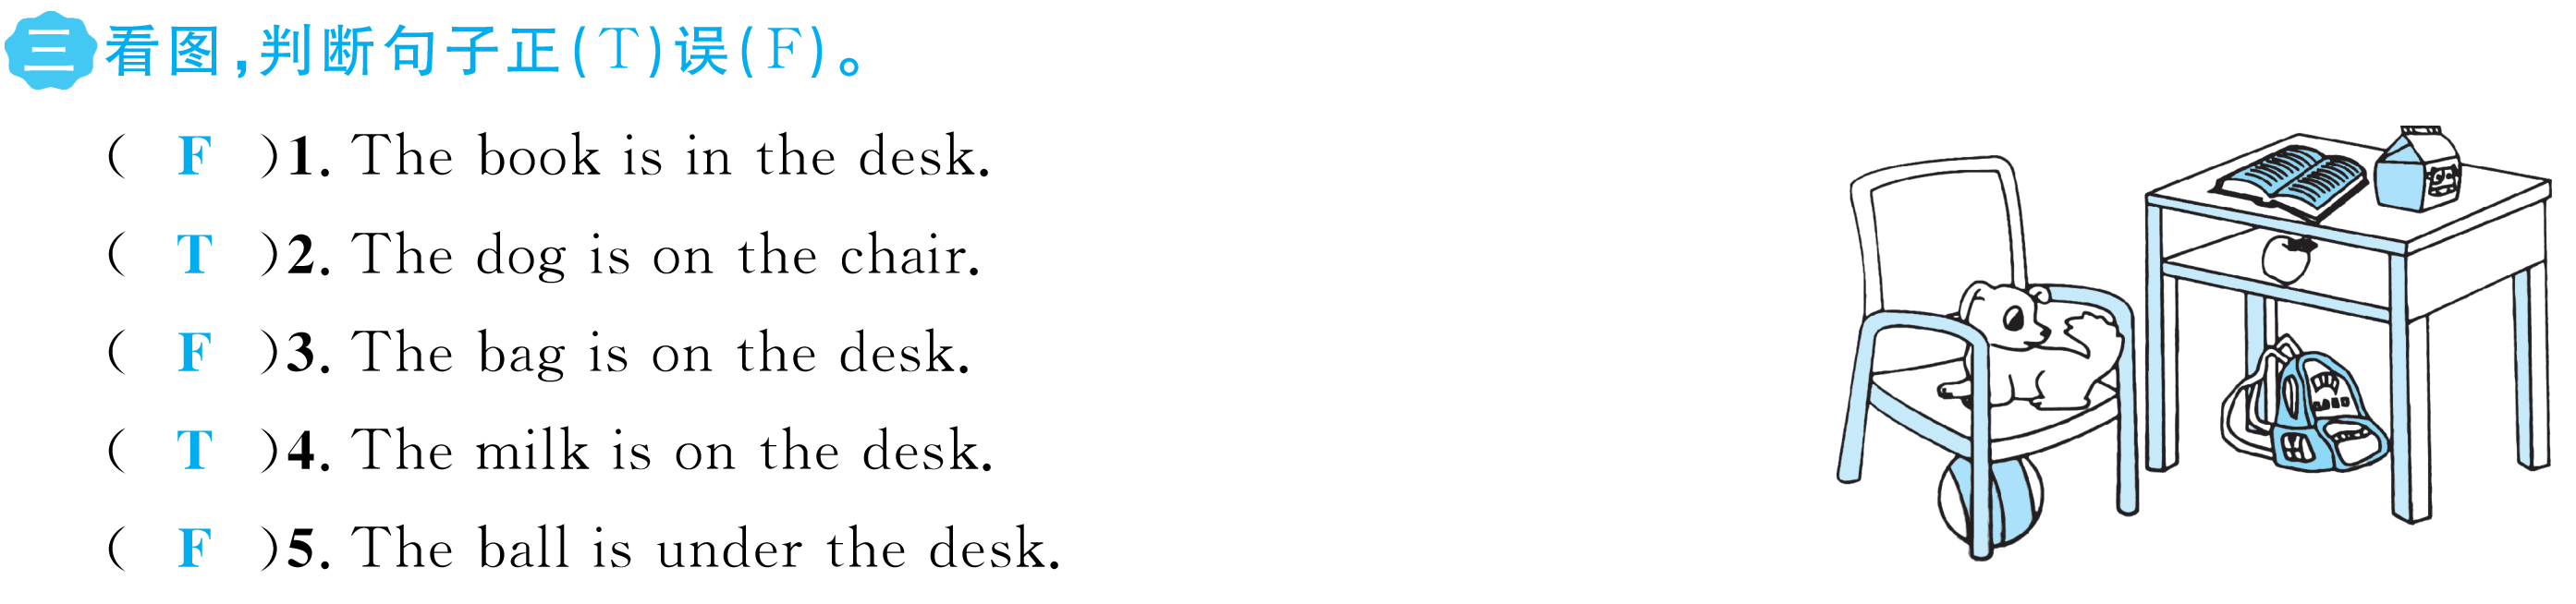 三 看图,判断句子正(T)误(F)。
( F )1. The book is in the desk.
( T )2. The dog is on the chair.
( F )3. The bag is on the desk.
( T )4. The milk is on the desk.
( F )5. The ball is under the desk.